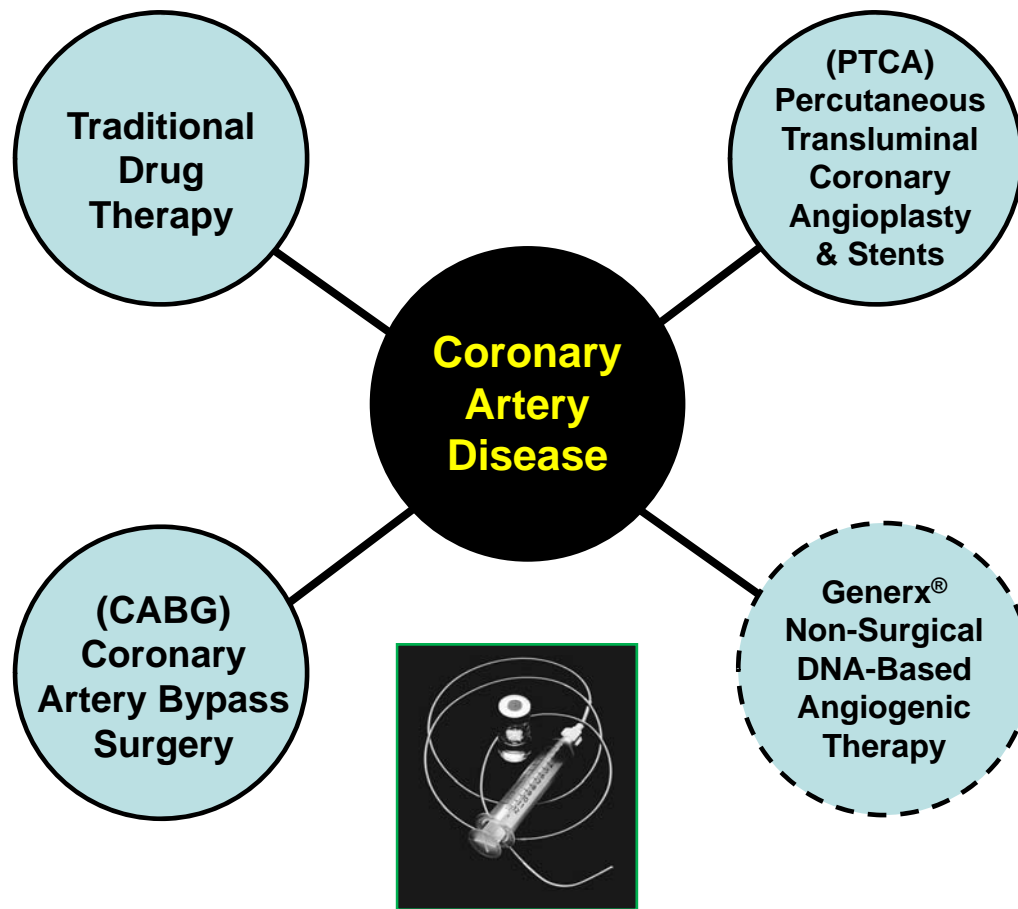 Traditional
Drug
Therapy
(PTCA)
Percutaneous
Transluminal
Coronary
Angioplasty
& Stents
Coronary
Artery
Disease
(CABG)
Coronary
Artery Bypass
Surgery
Generx®
Non-Surgical
DNA-Based
Angiogenic
Therapy